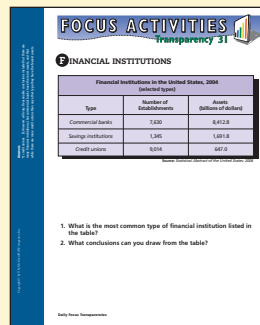 FOCUS ACTIVITIES
Transparency 31
FINANCIAL INSTITUTIONS
Financial Institutions in the United States, 2004
(selected types)
Type Number of Establishments Assets (billions of dollars)
Commercial banks 7,630 8,412.8
Savings institutions 1,345 1,691.8
Credit unions 9,014 647.0
Source: Statistical Abstract of the United States: 2006
1. What is the most common type of financial institution listed in
the table?
2. What conclusions can you draw from the table?
Daily Focus Transparencies